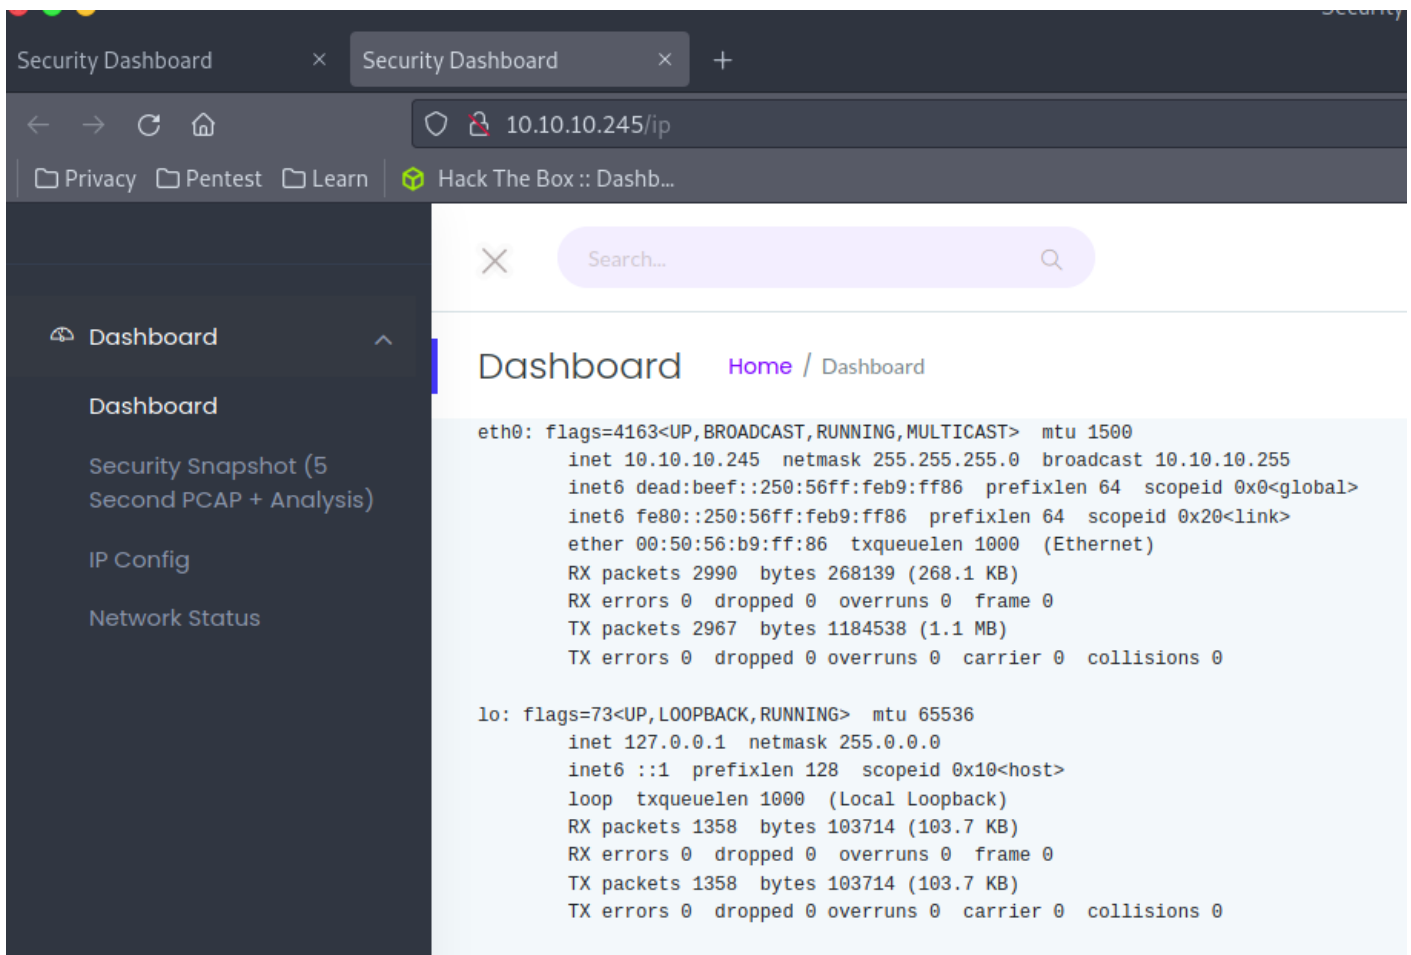 Security Dashboard
Security Dashboard
10.10.10.245/ip
Privacy Pentest Learn Hack The Box :: Dashb...
Search...
Dashboard
Dashboard
Security Snapshot (5
Second PCAP + Analysis)
IP Config
Network Status
Dashboard Home / Dashboard
eth0: flags=4163<UP,BROADCAST,RUNNING,MULTICAST>  mtu 1500
        inet 10.10.10.245  netmask 255.255.255.0  broadcast 10.10.10.255
        inet6 dead:beef::250:56ff:feb9:ff86  prefixlen 64  scopeid 0x0<global>
        inet6 fe80::250:56ff:feb9:ff86  prefixlen 64  scopeid 0x20<link>
        ether 00:50:56:b9:ff:86  txqueuelen 1000  (Ethernet)
        RX packets 2990  bytes 268139 (268.1 KB)
        RX errors 0  dropped 0  overruns 0  frame 0
        TX packets 2967  bytes 1184538 (1.1 MB)
        TX errors 0  dropped 0 overruns 0  carrier 0  collisions 0
lo: flags=73<UP,LOOPBACK,RUNNING>  mtu 65536
        inet 127.0.0.1  netmask 255.0.0.0
        inet6 ::1  prefixlen 128  scopeid 0x10<host>
        loop  txqueuelen 1000  (Local Loopback)
        RX packets 1358  bytes 103714 (103.7 KB)
        RX errors 0  dropped 0  overruns 0  frame 0
        TX packets 1358  bytes 103714 (103.7 KB)
        TX errors 0  dropped 0 overruns 0  carrier 0  collisions 0